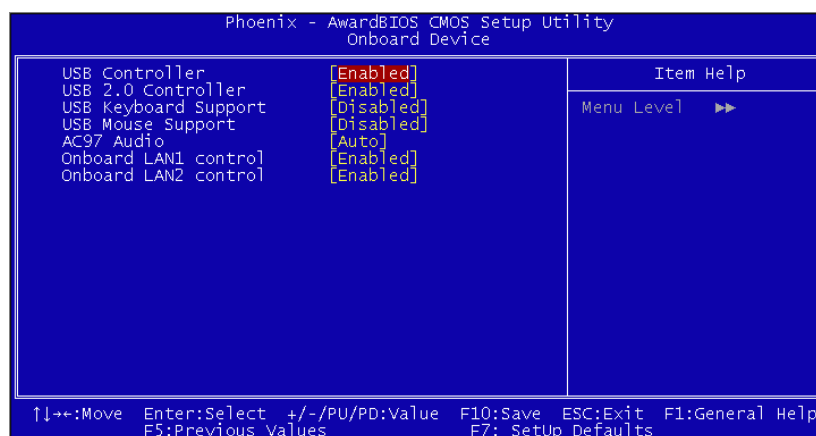 Phoenix - AwardBIOS CMOS Setup Utility
Onboard Device
USB Controller [Enabled]
USB 2.0 Controller [Enabled]
USB Keyboard Support [Disabled]
USB Mouse Support [Disabled]
AC97 Audio [Auto]
Onboard LAN1 control [Enabled]
Onboard LAN2 control [Enabled]
Item Help
Menu Level ►►
↑↓→←:Move Enter:Select +/-/PU/PD:Value F10:Save ESC:Exit F1:General Help
F5:Previous Values F7: SetUp Defaults